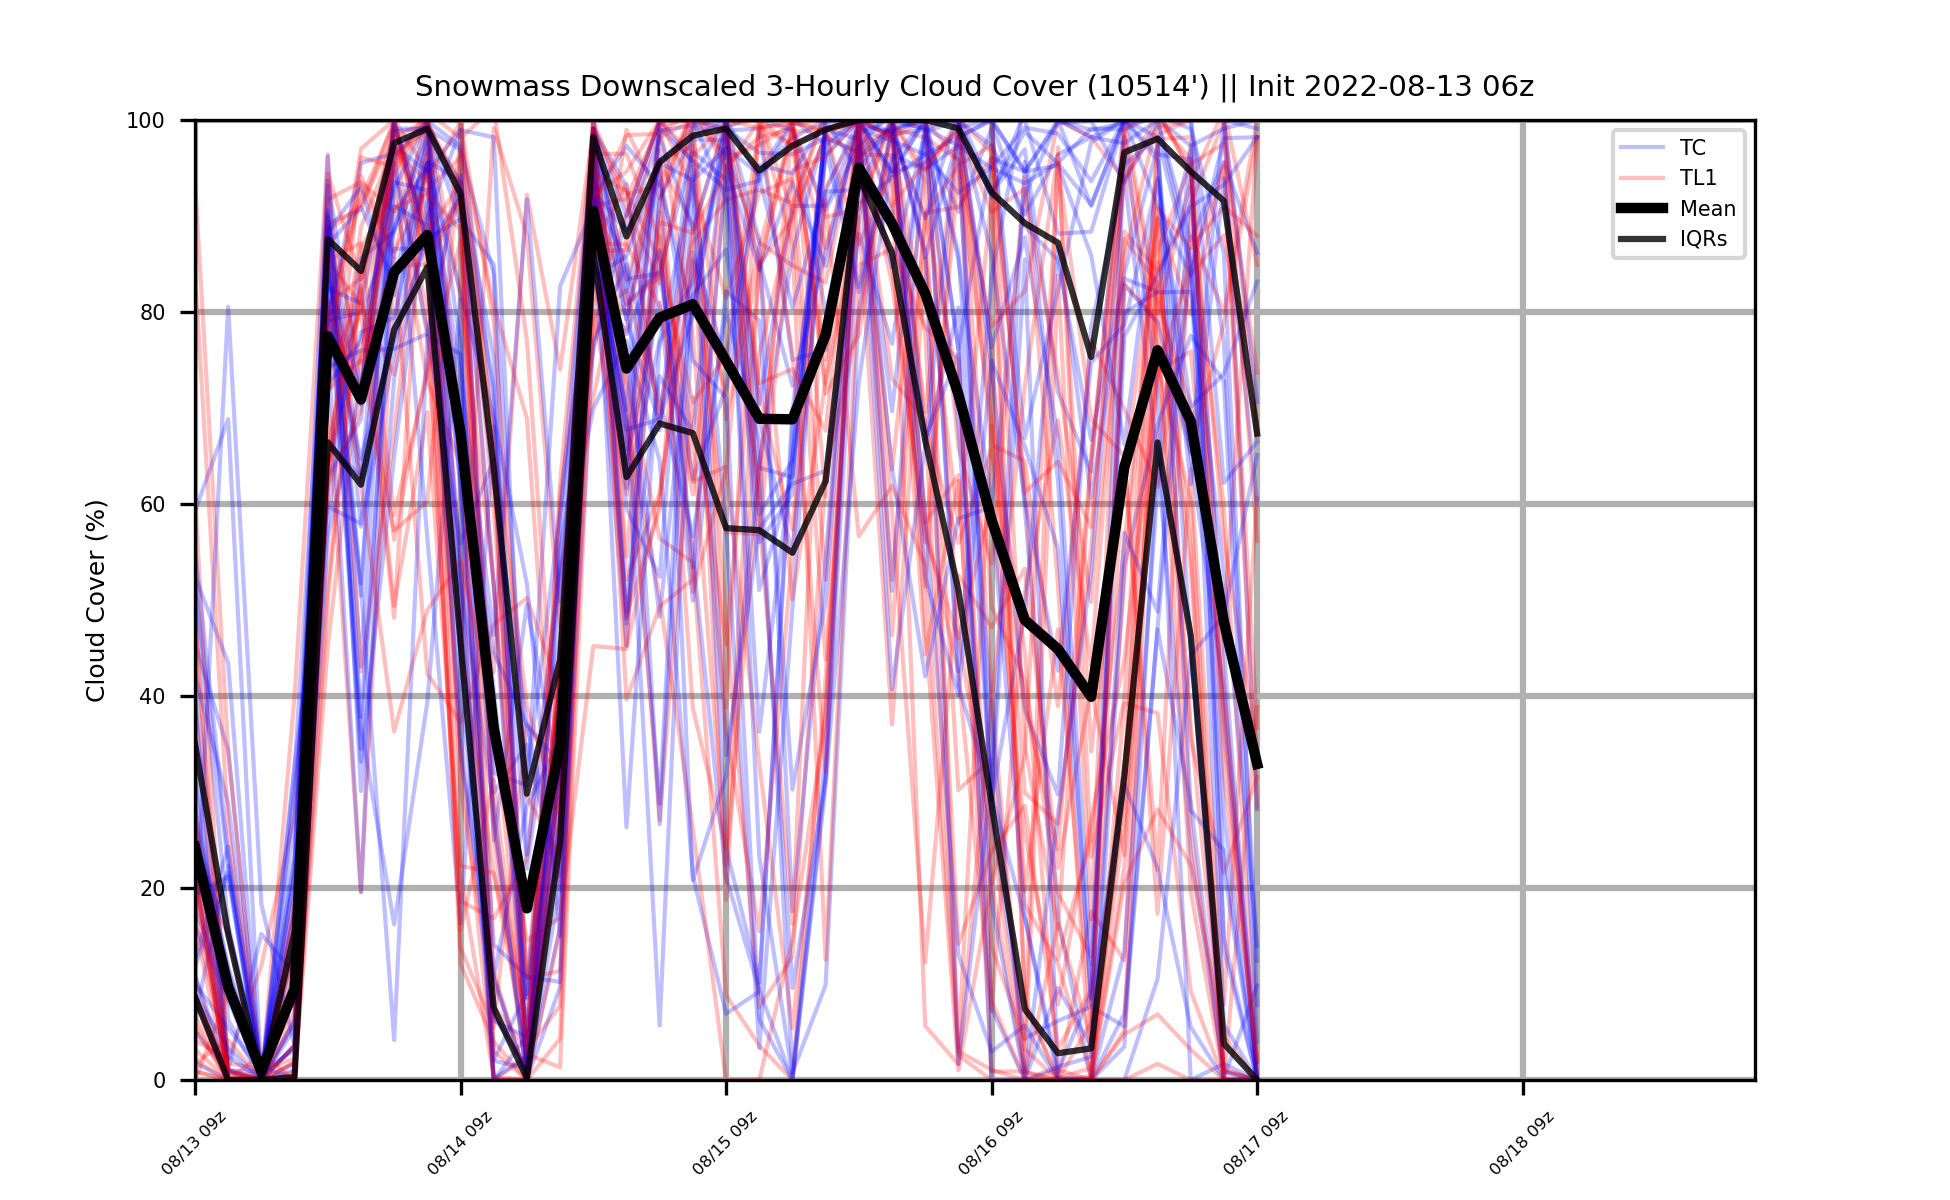 Snowmass Downscaled 3-Hourly Cloud Cover (10514') || Init 2022-08-13 06z
Cloud Cover (%)
100
80
60
40
20
0
TC
TL1
Mean
IQRs
08/13 09z
08/14 09z
08/15 09z
08/16 09z
08/17 09z
08/18 09z